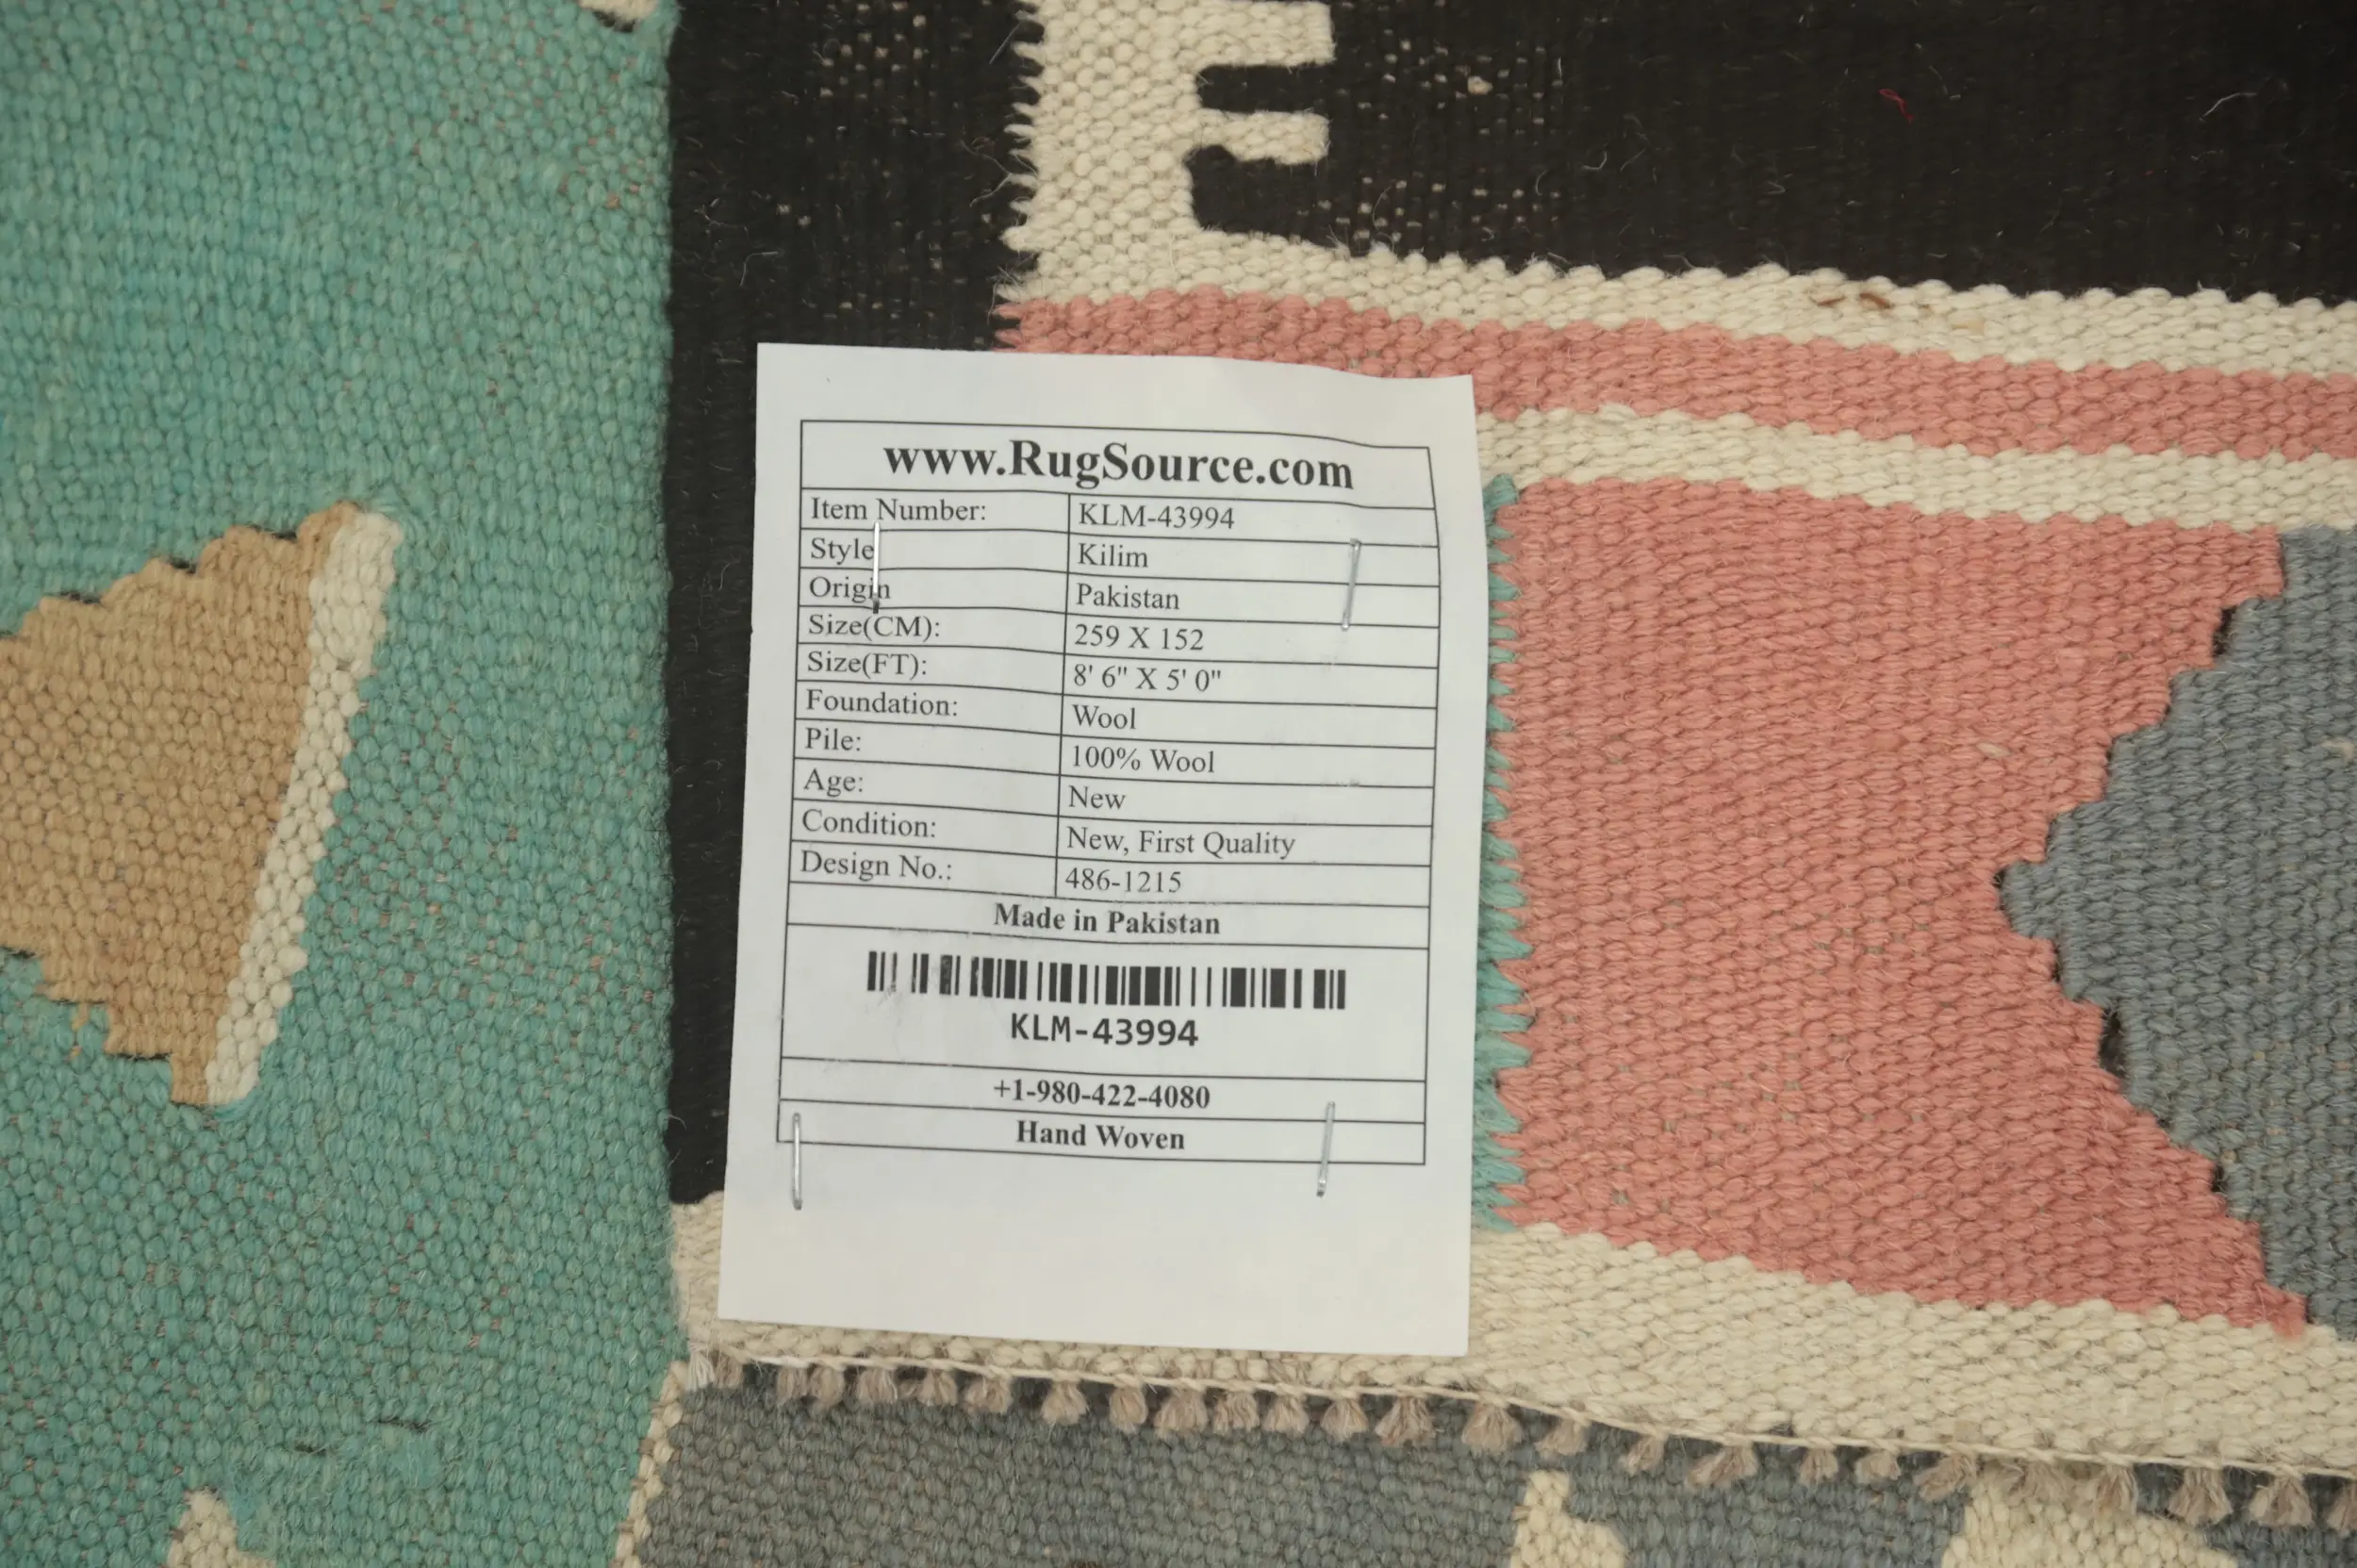 www.RugSource.com
Item Number: KLM-43994
Style Kilim
Origin Pakistan
Size(CM): 259 X 152
Size(FT): 8' 6" X 5' 0"
Foundation: Wool
Pile: 100% Wool
Age: New
Condition: New, First Quality
Design No.: 486-1215
Made in Pakistan
KLM-43994
+1-980-422-4080
Hand Woven